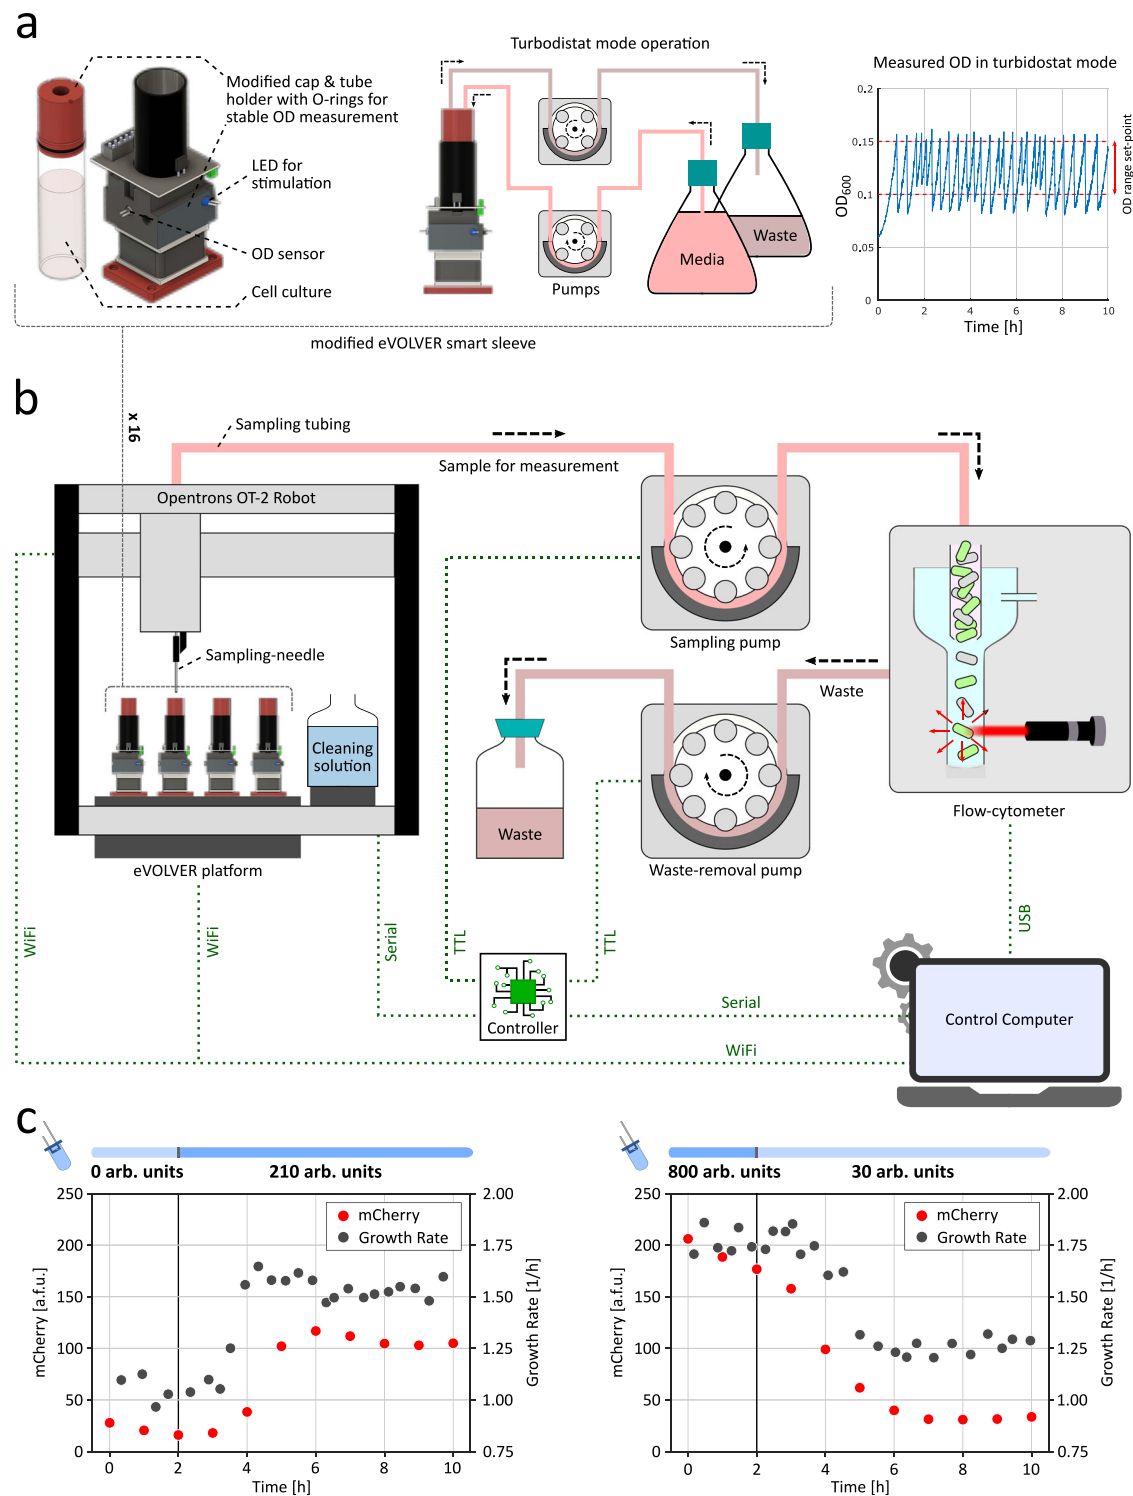 a
Modified cap & tube
holder with O-rings for
stable OD measurement
LED for
stimulation
OD sensor
Cell culture
Turbodistat mode operation
Pumps
Media
Waste
modified eVOLVER smart sleeve
Measured OD in turbidostat mode
0.2
0.15
0.1
0.05
0
OD600
OD range set-point
0 2 4 6 8 10
Time [h]
b
x 16
Sampling tubing
Sample for measurement
Opentrons OT-2 Robot
Sampling-needle
Cleaning
solution
eVOLVER platform
Sampling pump
Waste
Waste
Waste-removal pump
Flow-cytometer
WiFi
WiFi
Serial
TTL
TTL
USB
Controller
Serial
WiFi
Control Computer
c
0 arb. units 210 arb. units
250
200
150
100
50
0
mCherry [a.f.u.]
mCherry
Growth Rate
2.00
1.75
1.50
1.25
1.00
0.75
Growth Rate [1/h]
0 2 4 6 8 10
Time [h]
800 arb. units 30 arb. units
250
200
150
100
50
0
mCherry [a.f.u.]
mCherry
Growth Rate
2.00
1.75
1.50
1.25
1.00
0.75
Growth Rate [1/h]
0 2 4 6 8 10
Time [h]